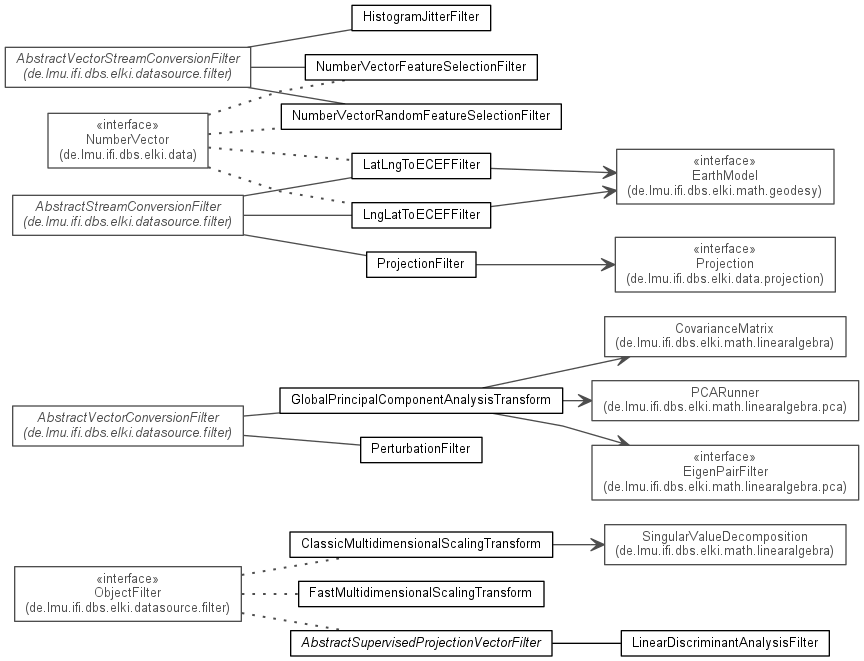 HistogramJitterFilter
AbstractVectorStreamConversionFilter
(de.lmu.ifi.dbs.elki.datasource.filter)
NumberVectorFeatureSelectionFilter
NumberVectorRandomFeatureSelectionFilter
«interface»
NumberVector
(de.lmu.ifi.dbs.elki.data)
LatLngToECEFFilter
«interface»
EarthModel
(de.lmu.ifi.dbs.elki.math.geodesy)
AbstractStreamConversionFilter
(de.lmu.ifi.dbs.elki.datasource.filter)
LngLatToECEFFilter
ProjectionFilter
«interface»
Projection
(de.lmu.ifi.dbs.elki.data.projection)
CovarianceMatrix
(de.lmu.ifi.dbs.elki.math.linearalgebra)
GlobalPrincipalComponentAnalysisTransform
PCARunner
(de.lmu.ifi.dbs.elki.math.linearalgebra.pca)
AbstractVectorConversionFilter
(de.lmu.ifi.dbs.elki.datasource.filter)
PerturbationFilter
«interface»
EigenPairFilter
(de.lmu.ifi.dbs.elki.math.linearalgebra.pca)
ClassicMultidimensionalScalingTransform
SingularValueDecomposition
(de.lmu.ifi.dbs.elki.math.linearalgebra)
«interface»
ObjectFilter
(de.lmu.ifi.dbs.elki.datasource.filter)
FastMultidimensionalScalingTransform
AbstractSupervisedProjectionVectorFilter
LinearDiscriminantAnalysisFilter